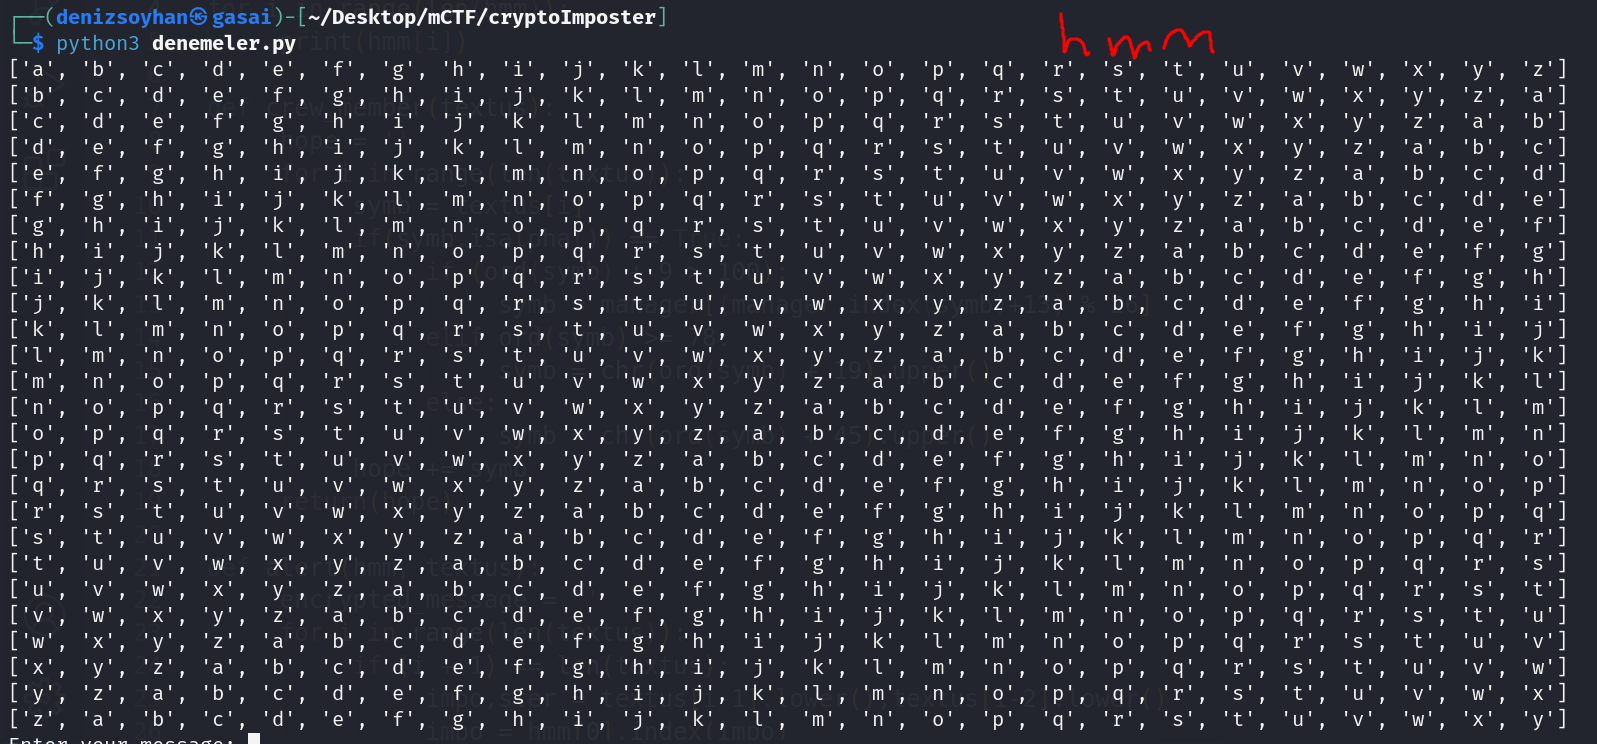 ┌──(denizsoyhan㉿gasai)-[~/Desktop/mCTF/cryptoImposter]
└─$ python3 denemeler.py
hmm
['a', 'b', 'c', 'd', 'e', 'f', 'g', 'h', 'i', 'j', 'k', 'l', 'm', 'n', 'o', 'p', 'q', 'r', 's', 't', 'u', 'v', 'w', 'x', 'y', 'z']
['b', 'c', 'd', 'e', 'f', 'g', 'h', 'i', 'j', 'k', 'l', 'm', 'n', 'o', 'p', 'q', 'r', 's', 't', 'u', 'v', 'w', 'x', 'y', 'z', 'a']
['c', 'd', 'e', 'f', 'g', 'h', 'i', 'j', 'k', 'l', 'm', 'n', 'o', 'p', 'q', 'r', 's', 't', 'u', 'v', 'w', 'x', 'y', 'z', 'a', 'b']
['d', 'e', 'f', 'g', 'h', 'i', 'j', 'k', 'l', 'm', 'n', 'o', 'p', 'q', 'r', 's', 't', 'u', 'v', 'w', 'x', 'y', 'z', 'a', 'b', 'c']
['e', 'f', 'g', 'h', 'i', 'j', 'k', 'l', 'm', 'n', 'o', 'p', 'q', 'r', 's', 't', 'u', 'v', 'w', 'x', 'y', 'z', 'a', 'b', 'c', 'd']
['f', 'g', 'h', 'i', 'j', 'k', 'l', 'm', 'n', 'o', 'p', 'q', 'r', 's', 't', 'u', 'v', 'w', 'x', 'y', 'z', 'a', 'b', 'c', 'd', 'e']
['g', 'h', 'i', 'j', 'k', 'l', 'm', 'n', 'o', 'p', 'q', 'r', 's', 't', 'u', 'v', 'w', 'x', 'y', 'z', 'a', 'b', 'c', 'd', 'e', 'f']
['h', 'i', 'j', 'k', 'l', 'm', 'n', 'o', 'p', 'q', 'r', 's', 't', 'u', 'v', 'w', 'x', 'y', 'z', 'a', 'b', 'c', 'd', 'e', 'f', 'g']
['i', 'j', 'k', 'l', 'm', 'n', 'o', 'p', 'q', 'r', 's', 't', 'u', 'v', 'w', 'x', 'y', 'z', 'a', 'b', 'c', 'd', 'e', 'f', 'g', 'h']
['j', 'k', 'l', 'm', 'n', 'o', 'p', 'q', 'r', 's', 't', 'u', 'v', 'w', 'x', 'y', 'z', 'a', 'b', 'c', 'd', 'e', 'f', 'g', 'h', 'i']
['k', 'l', 'm', 'n', 'o', 'p', 'q', 'r', 's', 't', 'u', 'v', 'w', 'x', 'y', 'z', 'a', 'b', 'c', 'd', 'e', 'f', 'g', 'h', 'i', 'j']
['l', 'm', 'n', 'o', 'p', 'q', 'r', 's', 't', 'u', 'v', 'w', 'x', 'y', 'z', 'a', 'b', 'c', 'd', 'e', 'f', 'g', 'h', 'i', 'j', 'k']
['m', 'n', 'o', 'p', 'q', 'r', 's', 't', 'u', 'v', 'w', 'x', 'y', 'z', 'a', 'b', 'c', 'd', 'e', 'f', 'g', 'h', 'i', 'j', 'k', 'l']
['n', 'o', 'p', 'q', 'r', 's', 't', 'u', 'v', 'w', 'x', 'y', 'z', 'a', 'b', 'c', 'd', 'e', 'f', 'g', 'h', 'i', 'j', 'k', 'l', 'm']
['o', 'p', 'q', 'r', 's', 't', 'u', 'v', 'w', 'x', 'y', 'z', 'a', 'b', 'c', 'd', 'e', 'f', 'g', 'h', 'i', 'j', 'k', 'l', 'm', 'n']
['p', 'q', 'r', 's', 't', 'u', 'v', 'w', 'x', 'y', 'z', 'a', 'b', 'c', 'd', 'e', 'f', 'g', 'h', 'i', 'j', 'k', 'l', 'm', 'n', 'o']
['q', 'r', 's', 't', 'u', 'v', 'w', 'x', 'y', 'z', 'a', 'b', 'c', 'd', 'e', 'f', 'g', 'h', 'i', 'j', 'k', 'l', 'm', 'n', 'o', 'p']
['r', 's', 't', 'u', 'v', 'w', 'x', 'y', 'z', 'a', 'b', 'c', 'd', 'e', 'f', 'g', 'h', 'i', 'j', 'k', 'l', 'm', 'n', 'o', 'p', 'q']
['s', 't', 'u', 'v', 'w', 'x', 'y', 'z', 'a', 'b', 'c', 'd', 'e', 'f', 'g', 'h', 'i', 'j', 'k', 'l', 'm', 'n', 'o', 'p', 'q', 'r']
['t', 'u', 'v', 'w', 'x', 'y', 'z', 'a', 'b', 'c', 'd', 'e', 'f', 'g', 'h', 'i', 'j', 'k', 'l', 'm', 'n', 'o', 'p', 'q', 'r', 's']
['u', 'v', 'w', 'x', 'y', 'z', 'a', 'b', 'c', 'd', 'e', 'f', 'g', 'h', 'i', 'j', 'k', 'l', 'm', 'n', 'o', 'p', 'q', 'r', 's', 't']
['v', 'w', 'x', 'y', 'z', 'a', 'b', 'c', 'd', 'e', 'f', 'g', 'h', 'i', 'j', 'k', 'l', 'm', 'n', 'o', 'p', 'q', 'r', 's', 't', 'u']
['w', 'x', 'y', 'z', 'a', 'b', 'c', 'd', 'e', 'f', 'g', 'h', 'i', 'j', 'k', 'l', 'm', 'n', 'o', 'p', 'q', 'r', 's', 't', 'u', 'v']
['x', 'y', 'z', 'a', 'b', 'c', 'd', 'e', 'f', 'g', 'h', 'i', 'j', 'k', 'l', 'm', 'n', 'o', 'p', 'q', 'r', 's', 't', 'u', 'v', 'w']
['y', 'z', 'a', 'b', 'c', 'd', 'e', 'f', 'g', 'h', 'i', 'j', 'k', 'l', 'm', 'n', 'o', 'p', 'q', 'r', 's', 't', 'u', 'v', 'w', 'x']
['z', 'a', 'b', 'c', 'd', 'e', 'f', 'g', 'h', 'i', 'j', 'k', 'l', 'm', 'n', 'o', 'p', 'q', 'r', 's', 't', 'u', 'v', 'w', 'x', 'y']
Enter your message: